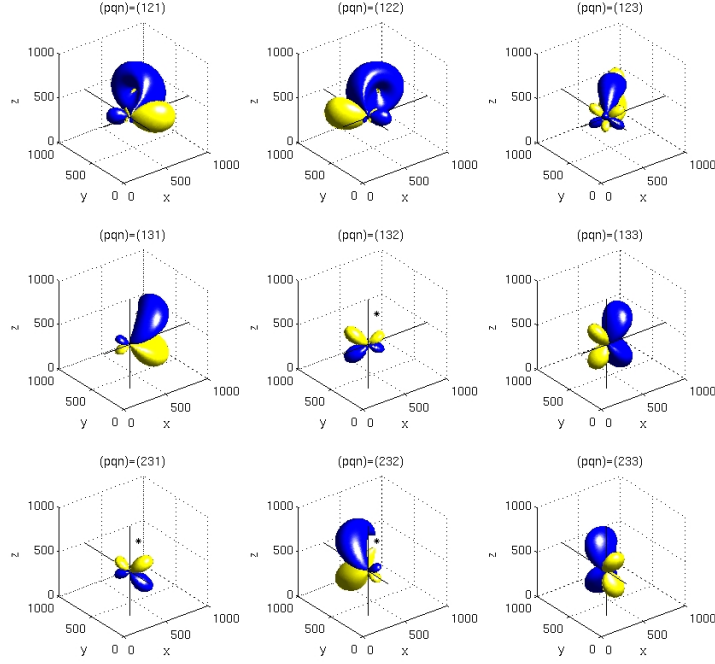 (pqn)=(121) (pqn)=(122) (pqn)=(123)
1000 1000 1000
z 500 z 500 z 500
0 0 0
1000 1000 1000 1000 1000 1000
500 500 500 500 500 500
y 0 0 x y 0 0 x y 0 0 x
(pqn)=(131) (pqn)=(132) (pqn)=(133)
1000 1000 1000
z 500 z 500 z 500
* 
0 0 0
1000 1000 1000 1000 1000 1000
500 500 500 500 500 500
y 0 0 x y 0 0 x y 0 0 x
(pqn)=(231) (pqn)=(232) (pqn)=(233)
1000 1000 1000
z 500 * z 500 * z 500
0 0 0
1000 1000 1000 1000 1000 1000
500 500 500 500 500 500
y 0 0 x y 0 0 x y 0 0 x